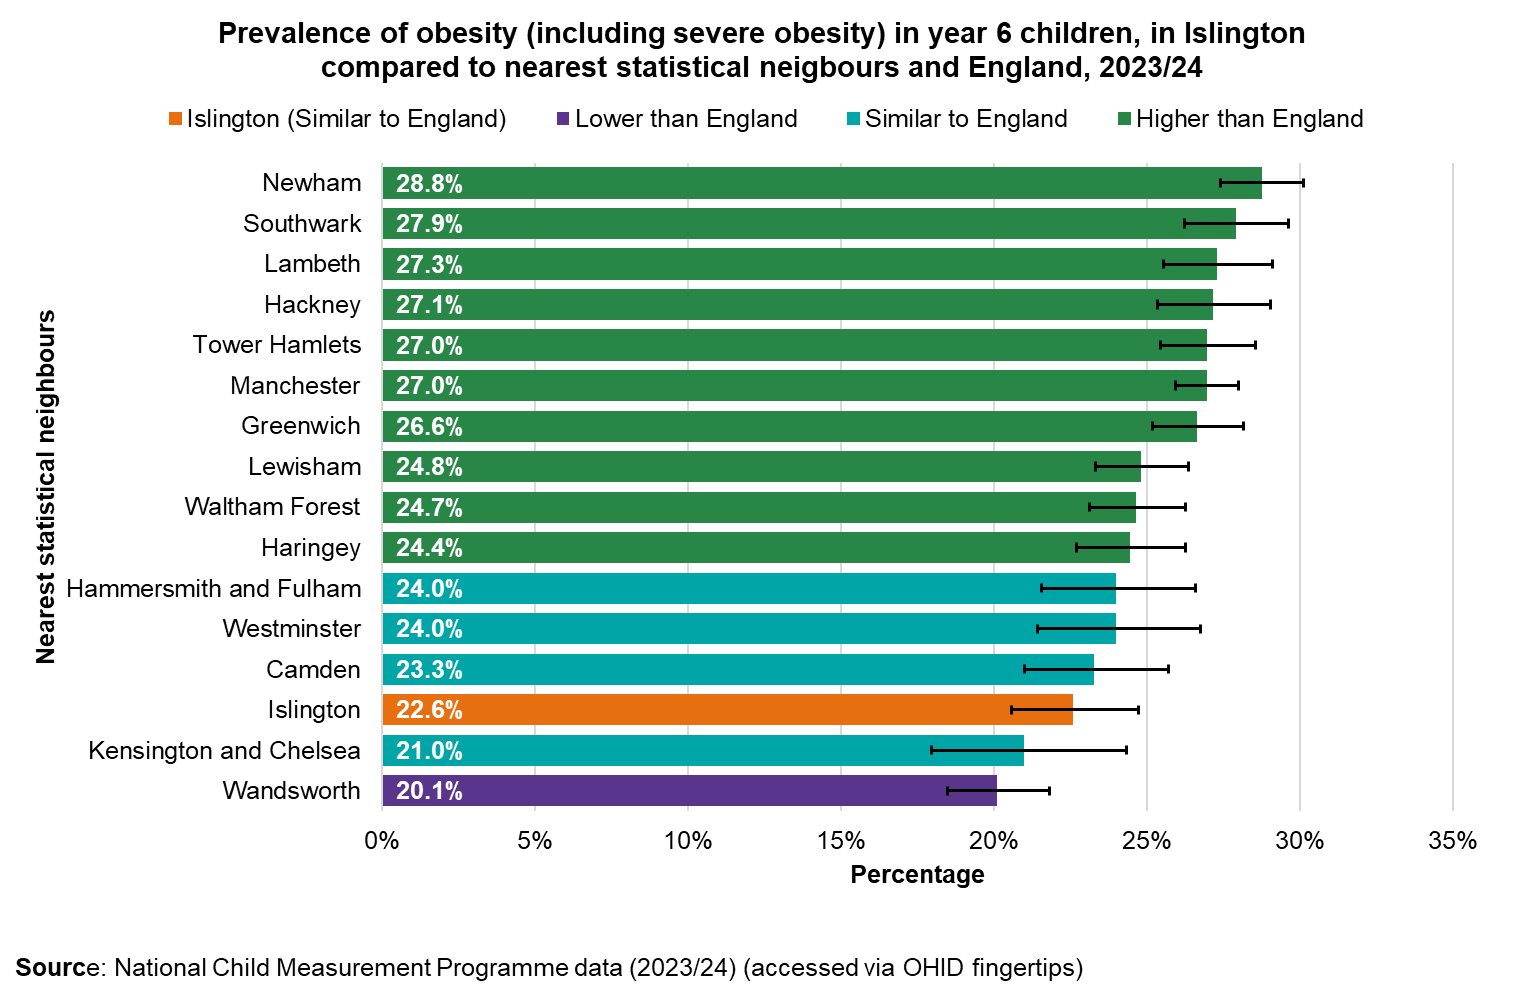 Prevalence of obesity (including severe obesity) in year 6 children, in Islington
compared to nearest statistical neigbours and England, 2023/24
Islington (Similar to England) Lower than England Similar to England Higher than England
Nearest statistical neighbours
Newham 28.8%
Southwark 27.9%
Lambeth 27.3%
Hackney 27.1%
Tower Hamlets 27.0%
Manchester 27.0%
Greenwich 26.6%
Lewisham 24.8%
Waltham Forest 24.7%
Haringey 24.4%
Hammersmith and Fulham 24.0%
Westminster 24.0%
Camden 23.3%
Islington 22.6%
Kensington and Chelsea 21.0%
Wandsworth 20.1%
0% 5% 10% 15% 20% 25% 30% 35%
Percentage
Source: National Child Measurement Programme data (2023/24) (accessed via OHID fingertips)